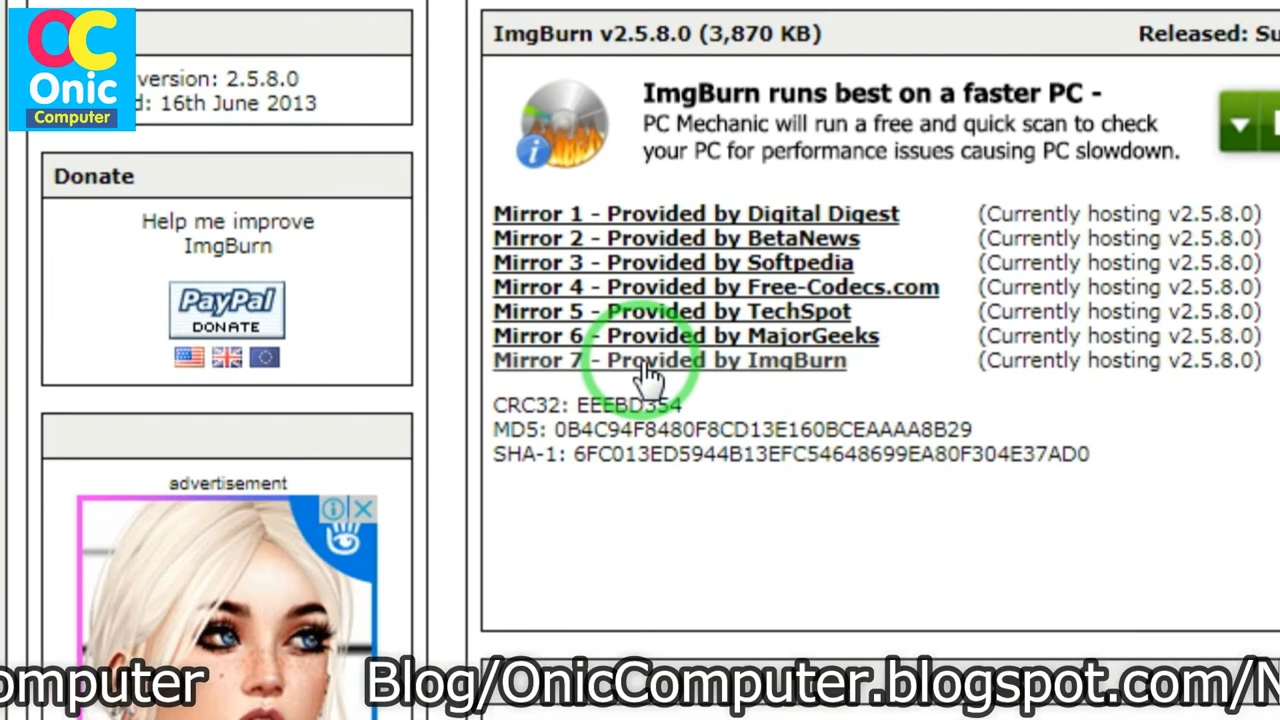 OC
Onic
Computer
version: 2.5.8.0
d: 16th June 2013
Donate
Help me improve
ImgBurn
PayPal
DONATE
advertisement
ImgBurn v2.5.8.0 (3,870 KB)
Released: Su
ImgBurn runs best on a faster PC -
PC Mechanic will run a free and quick scan to check
your PC for performance issues causing PC slowdown.
Mirror 1 - Provided by Digital Digest (Currently hosting v2.5.8.0)
Mirror 2 - Provided by BetaNews (Currently hosting v2.5.8.0)
Mirror 3 - Provided by Softpedia (Currently hosting v2.5.8.0)
Mirror 4 - Provided by Free-Codecs.com (Currently hosting v2.5.8.0)
Mirror 5 - Provided by TechSpot (Currently hosting v2.5.8.0)
Mirror 6 - Provided by MajorGeeks (Currently hosting v2.5.8.0)
Mirror 7 - Provided by ImgBurn (Currently hosting v2.5.8.0)
CRC32: EEEBD354
MD5: 0B4C94F8480F8CD13E160BCEAAAA8B29
SHA-1: 6FC013ED5944B13EFC54648699EA80F304E37AD0
omputer Blog/OnicComputer.blogspot.com/N